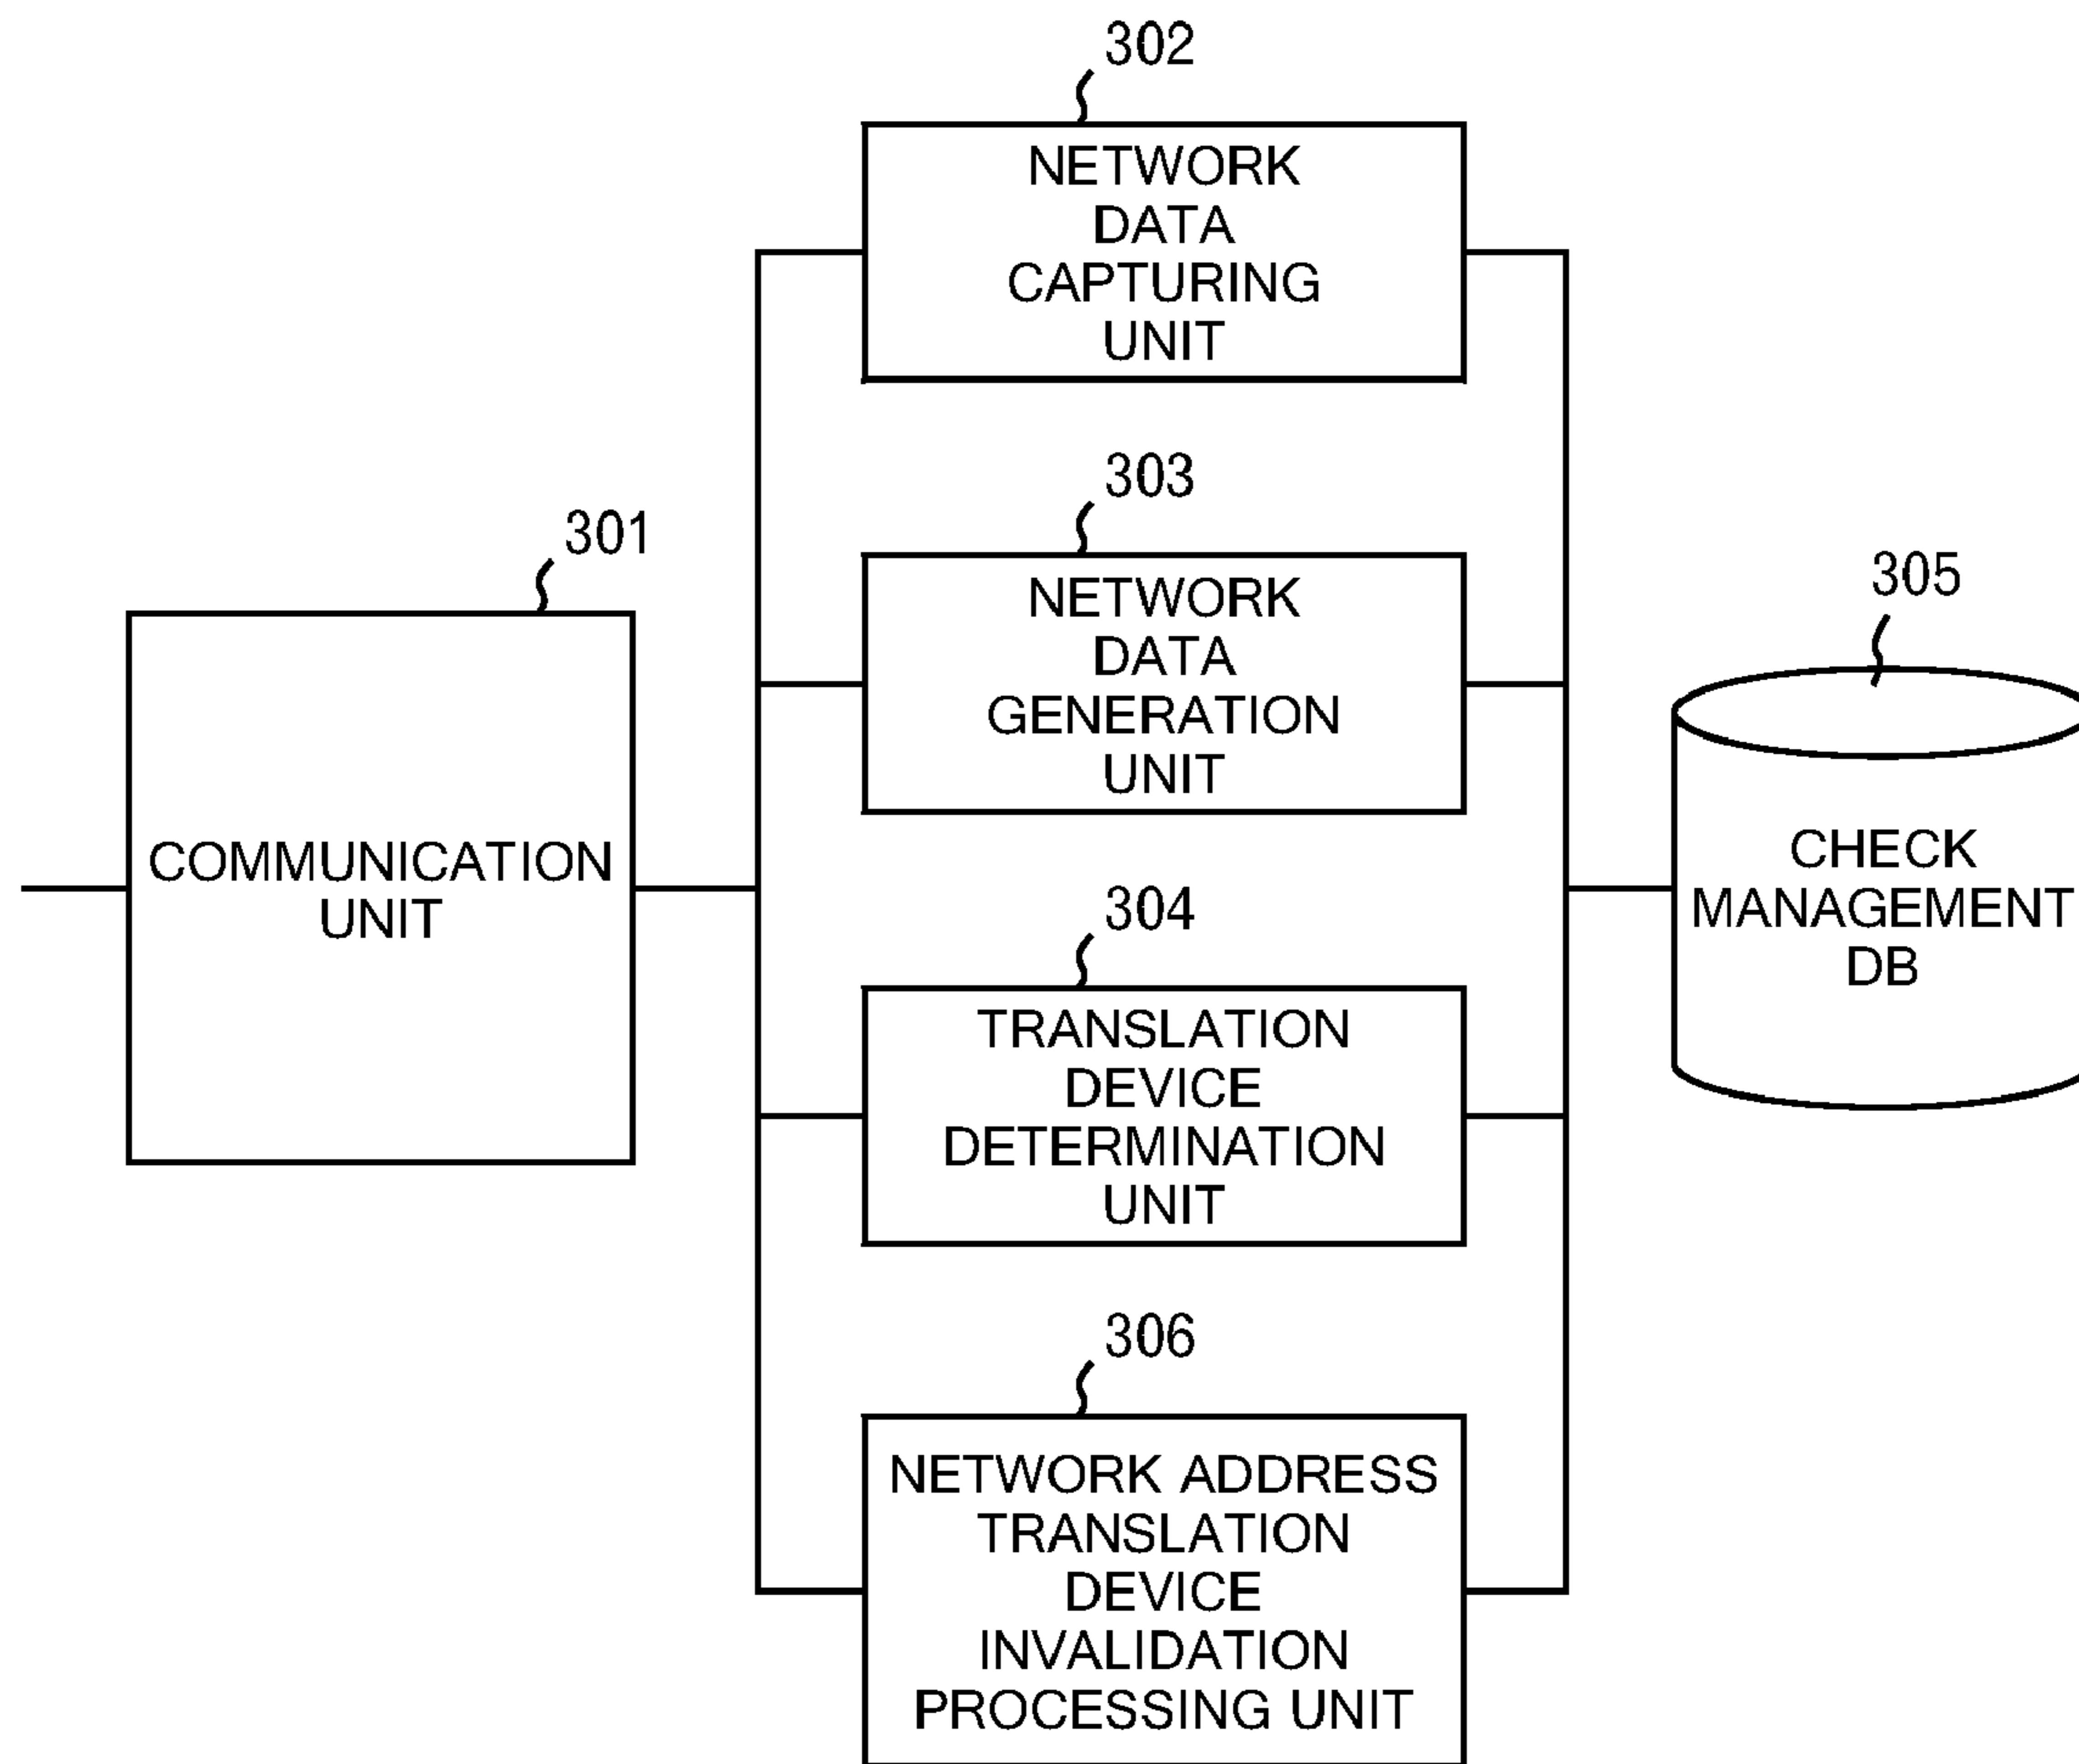 302
NETWORK
DATA
CAPTURING
UNIT
303
NETWORK
DATA
GENERATION
UNIT
301
COMMUNICATION
UNIT
304
TRANSLATION
DEVICE
DETERMINATION
UNIT
305
CHECK
MANAGEMENT
DB
306
NETWORK ADDRESS
TRANSLATION
DEVICE
INVALIDATION
PROCESSING UNIT